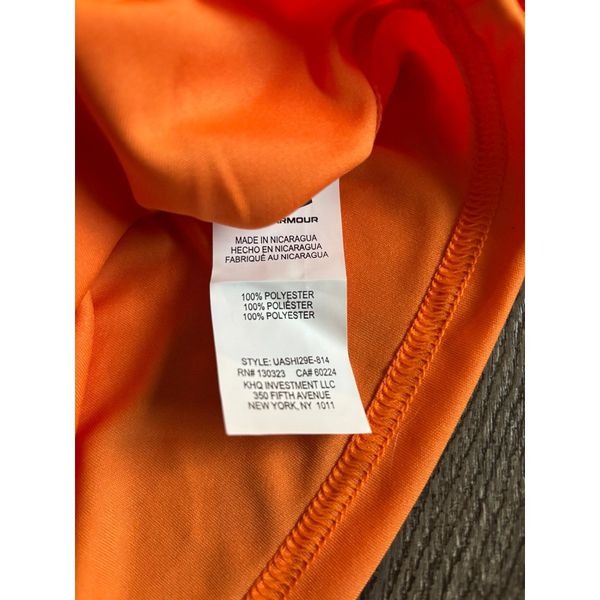 ARMOUR
MADE IN NICARAGUA
HECHO EN NICARAGUA
FABRIQUÉ AU NICARAGUA
100% POLYESTER
100% POLIÉSTER
100% POLYESTER
STYLE: UASHI29E-814
RN# 130323 CA# 60224
KHQ INVESTMENT LLC
350 FIFTH AVENUE
NEW YORK, NY 1011